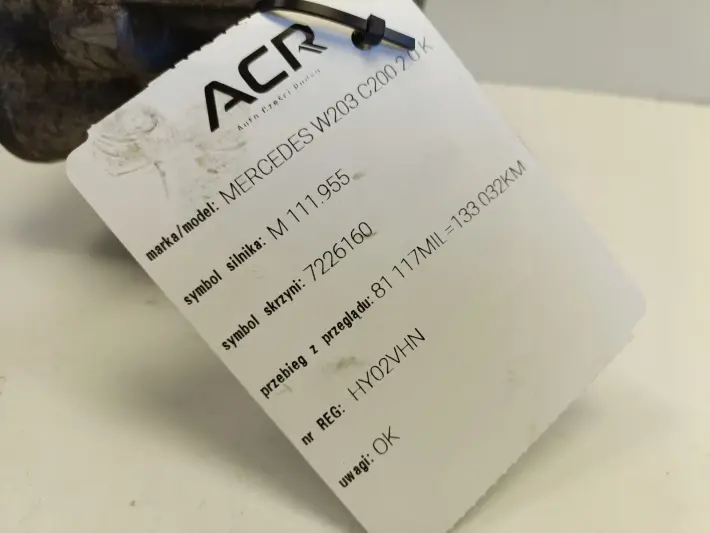 ACR
Auto Części Radom
marka/model: MERCEDES W203 C200 2.0 K
symbol silnika: M 111.955
symbol skrzyni: 7226160
przebieg z przeglądu: 81 117MIL=133 032KM
nr REG: HY02VHN
uwagi: OK